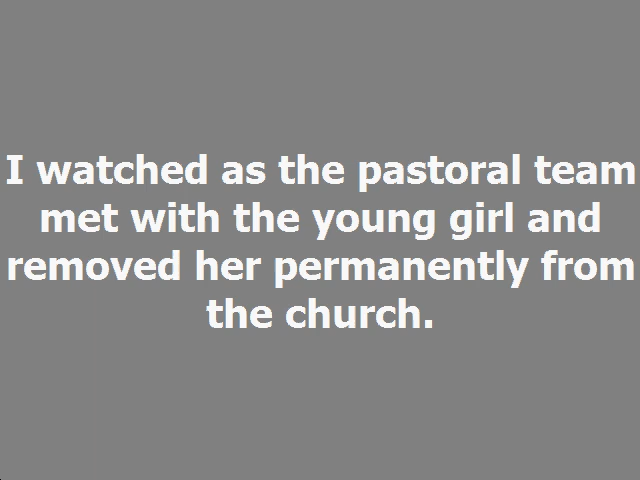 I watched as the pastoral team
met with the young girl and
removed her permanently from
the church.